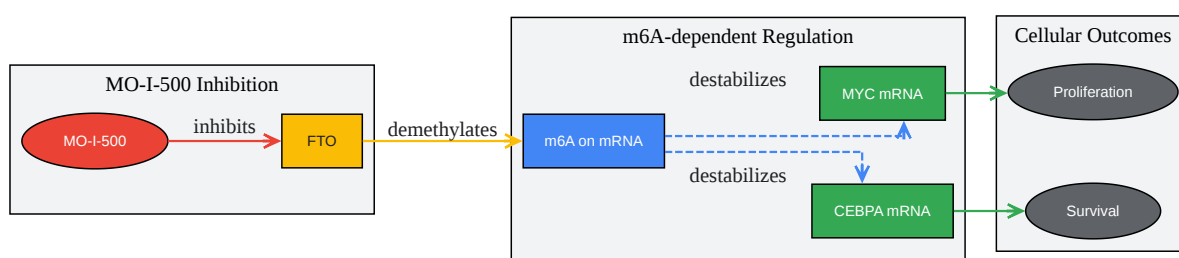 MO-I-500 Inhibition
MO-I-500
inhibits
FTO
demethylates
m6A-dependent Regulation
m6A on mRNA
destabilizes
MYC mRNA
destabilizes
CEBPA mRNA
Cellular Outcomes
Proliferation
Survival